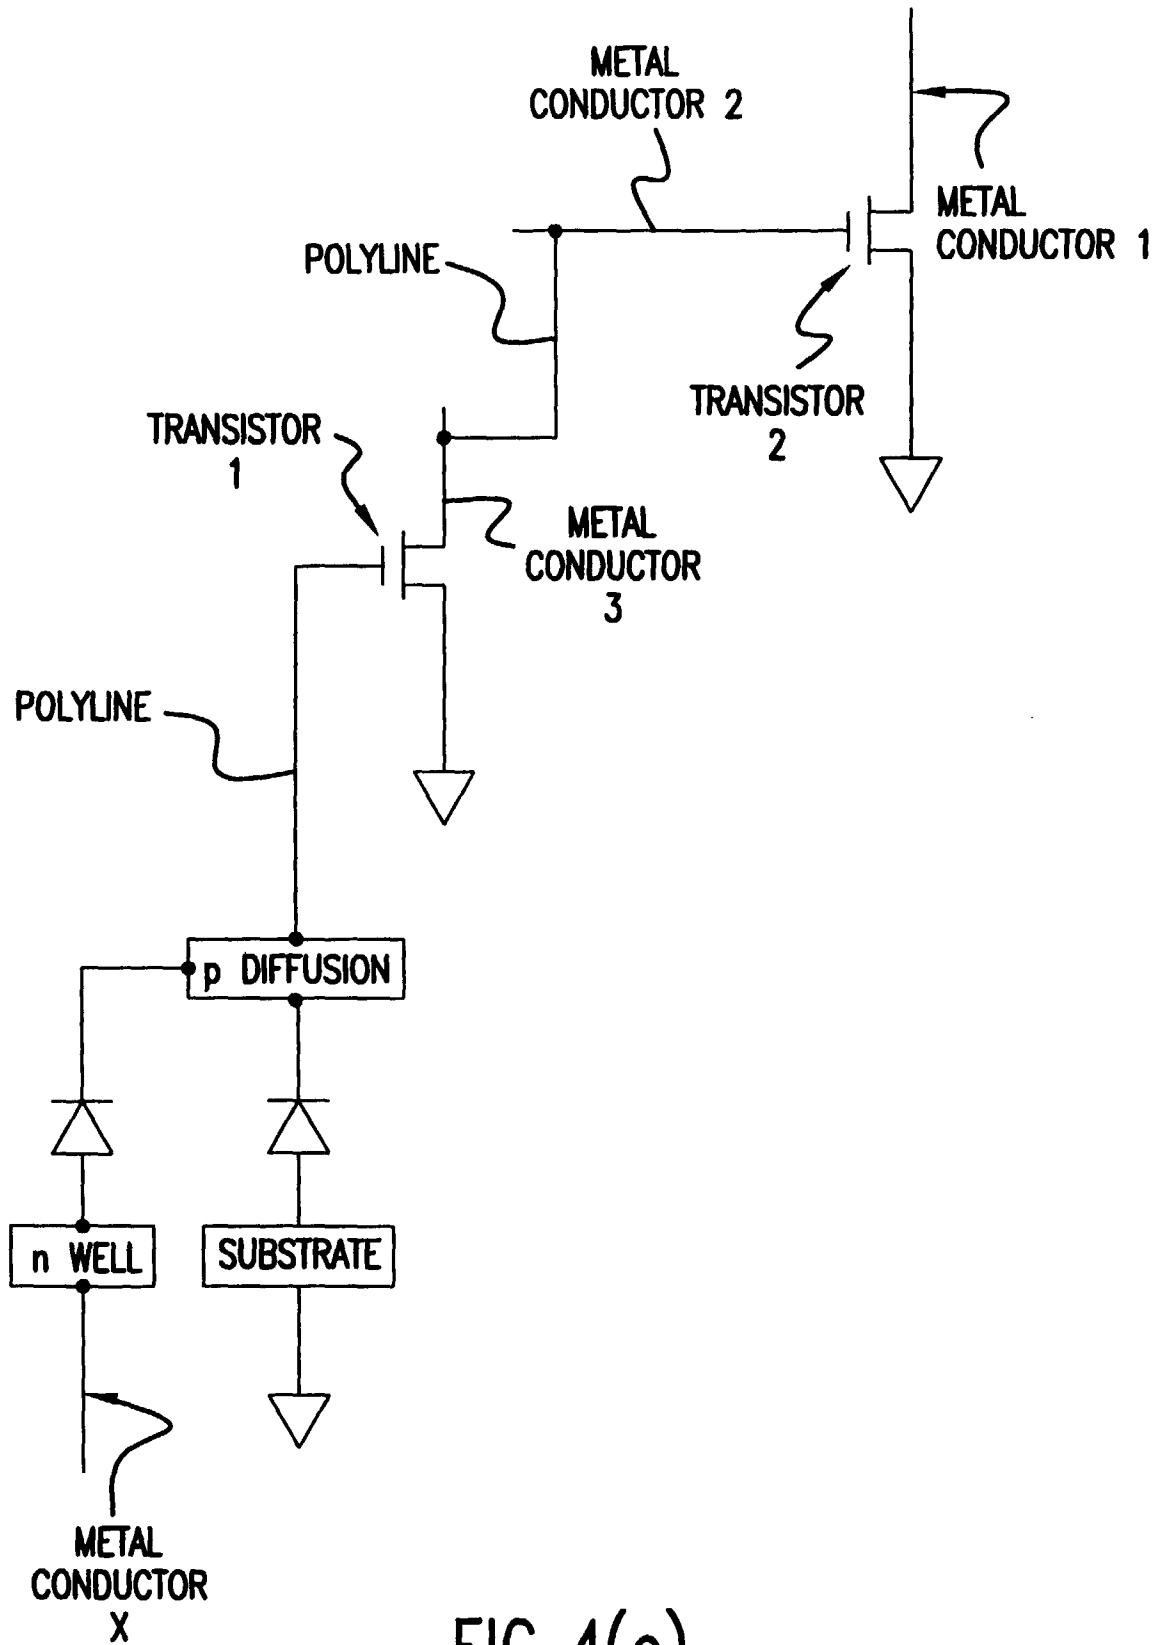 METAL
CONDUCTOR 2
METAL
CONDUCTOR 1
POLYLINE
TRANSISTOR
2
TRANSISTOR
1
METAL
CONDUCTOR
3
POLYLINE
p DIFFUSION
n WELL
SUBSTRATE
METAL
CONDUCTOR
X